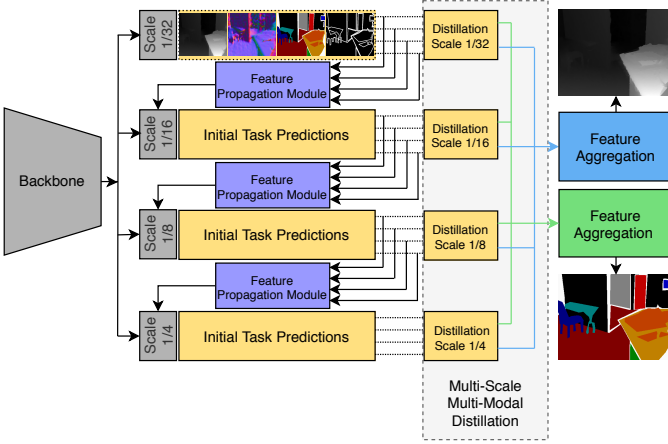 Backbone
Scale
1/32
Distillation
Scale 1/32
Feature
Propagation Module
Scale
1/16
Initial Task Predictions
Distillation
Scale 1/16
Feature
Aggregation
Feature
Propagation Module
Scale
1/8
Initial Task Predictions
Distillation
Scale 1/8
Feature
Aggregation
Feature
Propagation Module
Scale
1/4
Initial Task Predictions
Distillation
Scale 1/4
Multi-Scale
Multi-Modal
Distillation